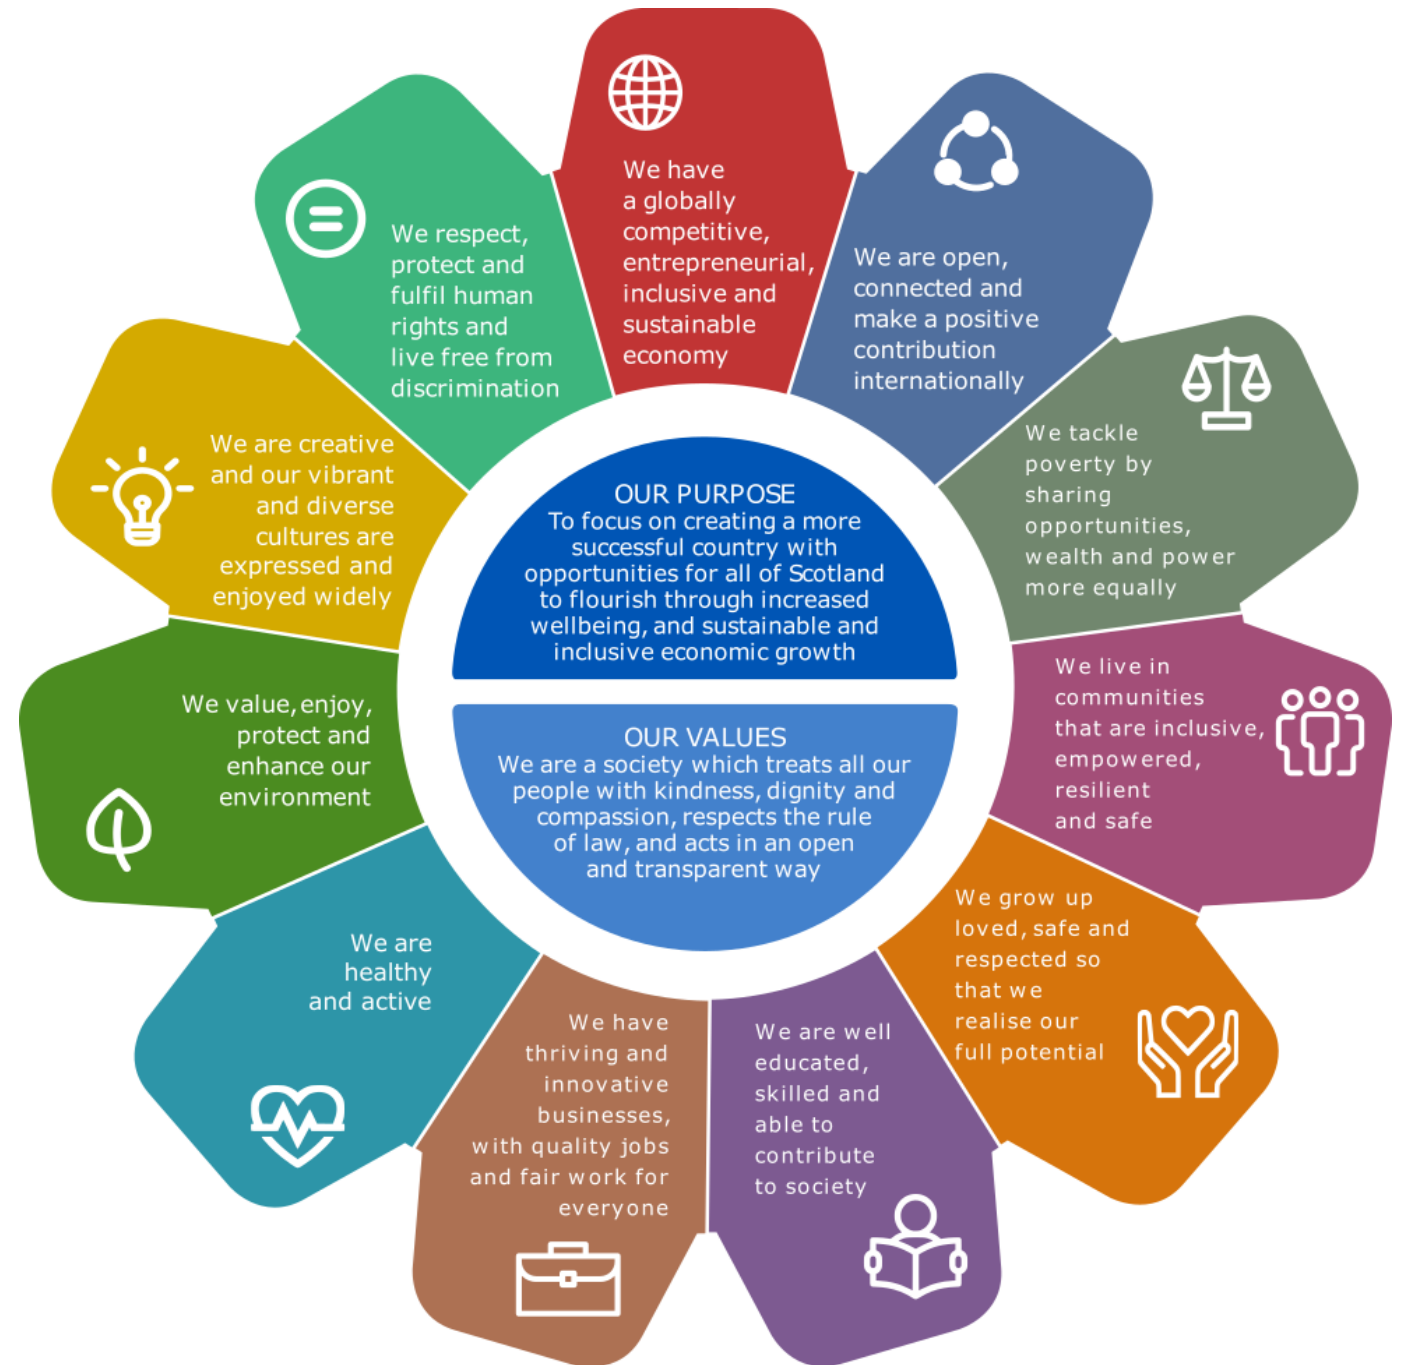 We have
a globally
competitive,
entrepreneurial,
inclusive and
sustainable
economy
We are open,
connected and
make a positive
contribution
internationally
We tackle
poverty by
sharing
opportunities,
wealth and power
more equally
We live in
communities
that are inclusive,
empowered,
resilient
and safe
We grow up
loved, safe and
respected so
that we
realise our
full potential
We are well
educated,
skilled and
able to
contribute
to society
We have
thriving and
innovative
businesses,
with quality jobs
and fair work for
everyone
We are
healthy
and active
We value, enjoy,
protect and
enhance our
environment
We are creative
and our vibrant
and diverse
cultures are
expressed and
enjoyed widely
We respect,
protect and
fulfil human
rights and
live free from
discrimination
OUR PURPOSE
To focus on creating a more
successful country with
opportunities for all of Scotland
to flourish through increased
wellbeing, and sustainable and
inclusive economic growth
OUR VALUES
We are a society which treats all our
people with kindness, dignity and
compassion, respects the rule
of law, and acts in an open
and transparent way